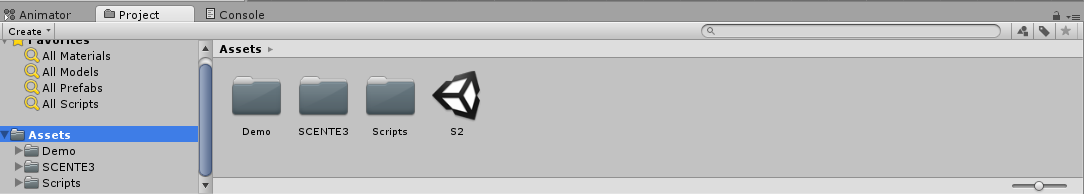 Animator Project Console
Create
Favorites
All Materials
All Models
All Prefabs
All Scripts
Assets
Demo
SCENTE3
Scripts
Assets
Demo SCENTE3 Scripts S2